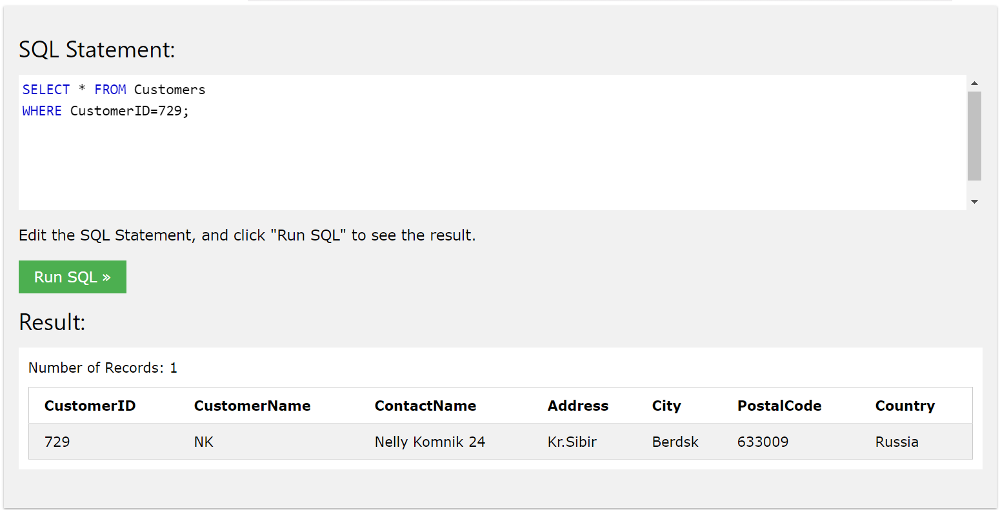 SQL Statement:
SELECT * FROM Customers
WHERE CustomerID=729;
Edit the SQL Statement, and click "Run SQL" to see the result.
Run SQL »
Result:
Number of Records: 1
CustomerID CustomerName ContactName Address City PostalCode Country
729 NK Nelly Komnik 24 Kr.Sibir Berdsk 633009 Russia